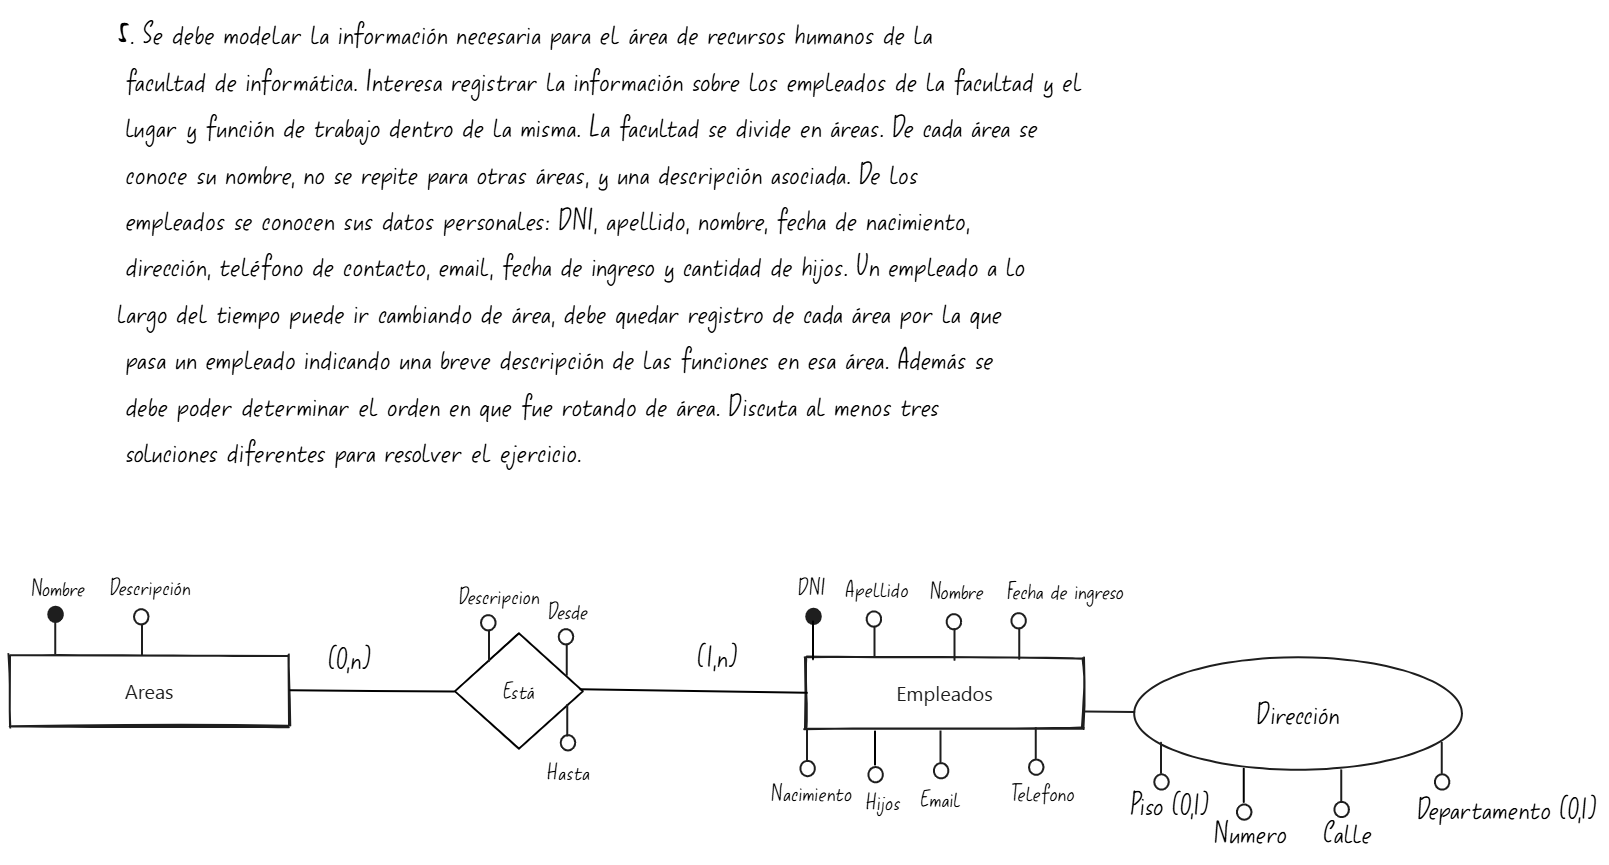 5. Se debe modelar la información necesaria para el área de recursos humanos de la
facultad de informática. Interesa registrar la información sobre los empleados de la facultad y el
lugar y función de trabajo dentro de la misma. La facultad se divide en áreas. De cada área se
conoce su nombre, no se repite para otras áreas, y una descripción asociada. De los
empleados se conocen sus datos personales: DNI, apellido, nombre, fecha de nacimiento,
dirección, teléfono de contacto, email, fecha de ingreso y cantidad de hijos. Un empleado a lo
largo del tiempo puede ir cambiando de área, debe quedar registro de cada área por la que
pasa un empleado indicando una breve descripción de las funciones en esa área. Además se
debe poder determinar el orden en que fue rotando de área. Discuta al menos tres
soluciones diferentes para resolver el ejercicio.
Nombre Descripción
Descripcion Desde
DNI Apellido Nombre Fecha de ingreso
(0,n)
(1,n)
Areas
Está
Empleados
Dirección
Hasta
Nacimiento Hijos Email Telefono
Piso (0,1) Numero Calle Departamento (0,1)